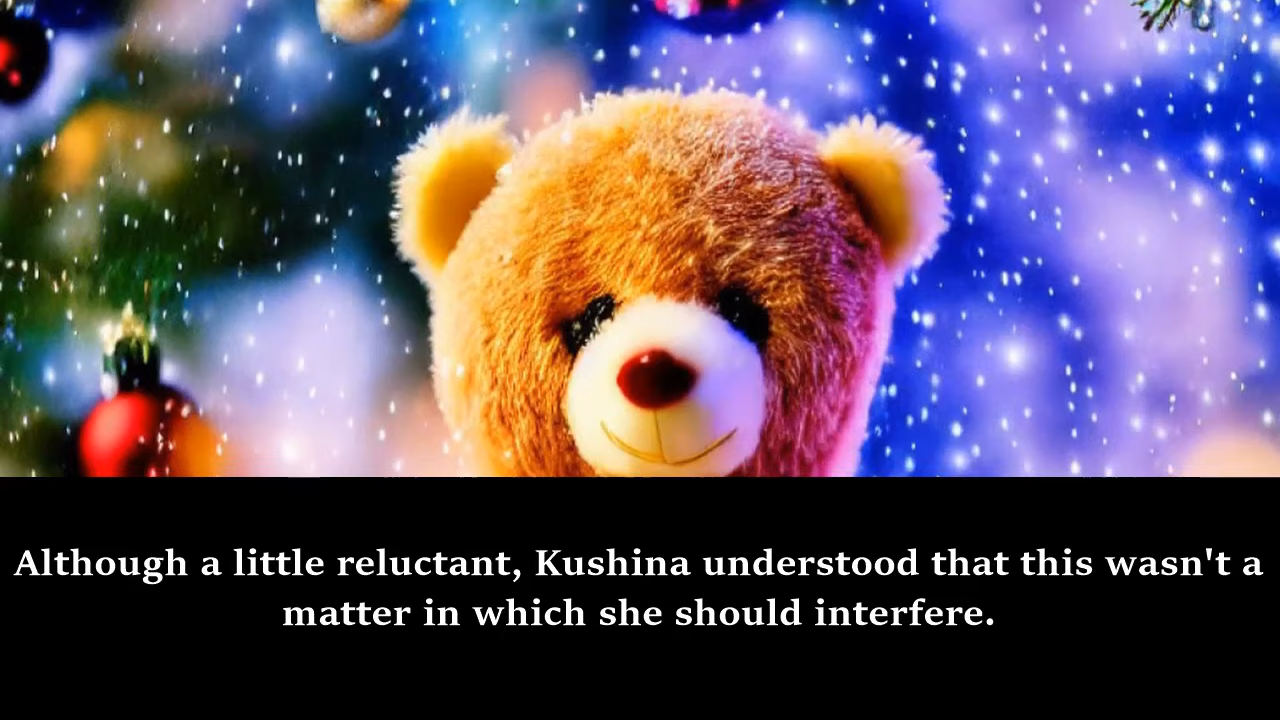 Although a little reluctant, Kushina understood that this wasn't a
matter in which she should interfere.